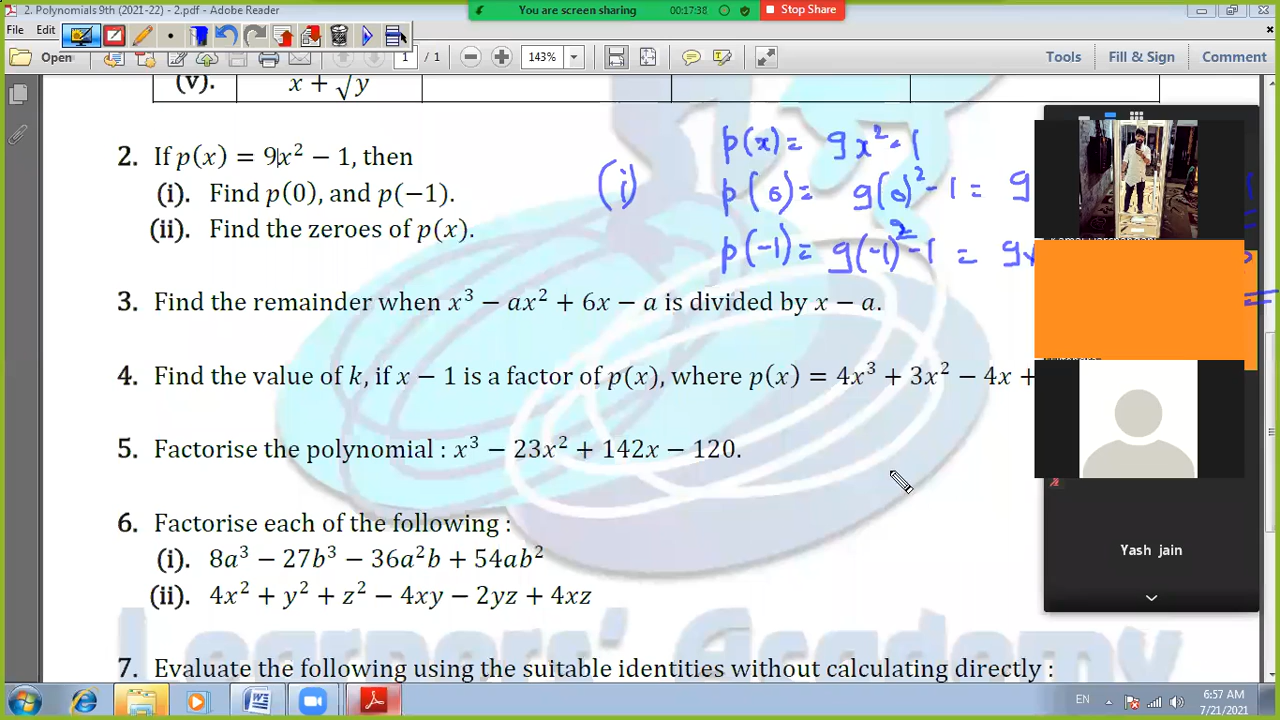 2. Polynomials 9th (2021-22) - 2.pdf - Adobe Reader
You are screen sharing
00:17:38
Stop Share
File Edit
Open
1 / 1
143%
Tools Fill & Sign Comment
(v). x + √y
2. If p(x) = 9x² − 1, then
(i). Find p(0), and p(−1).
(ii). Find the zeroes of p(x).
(i) p(x) = 9x² - 1
p(0) = 9(0)² - 1 = 9
p(-1) = 9(-1)² - 1 = 9×
3. Find the remainder when x³ − ax² + 6x − a is divided by x − a.
4. Find the value of k, if x − 1 is a factor of p(x), where p(x) = 4x³ + 3x² − 4x +
5. Factorise the polynomial : x³ − 23x² + 142x − 120.
6. Factorise each of the following :
(i). 8a³ − 27b³ − 36a²b + 54ab²
(ii). 4x² + y² + z² − 4xy − 2yz + 4xz
Yash jain
Learners' Academy
7. Evaluate the following using the suitable identities without calculating directly :
EN
6:57 AM
7/21/2021